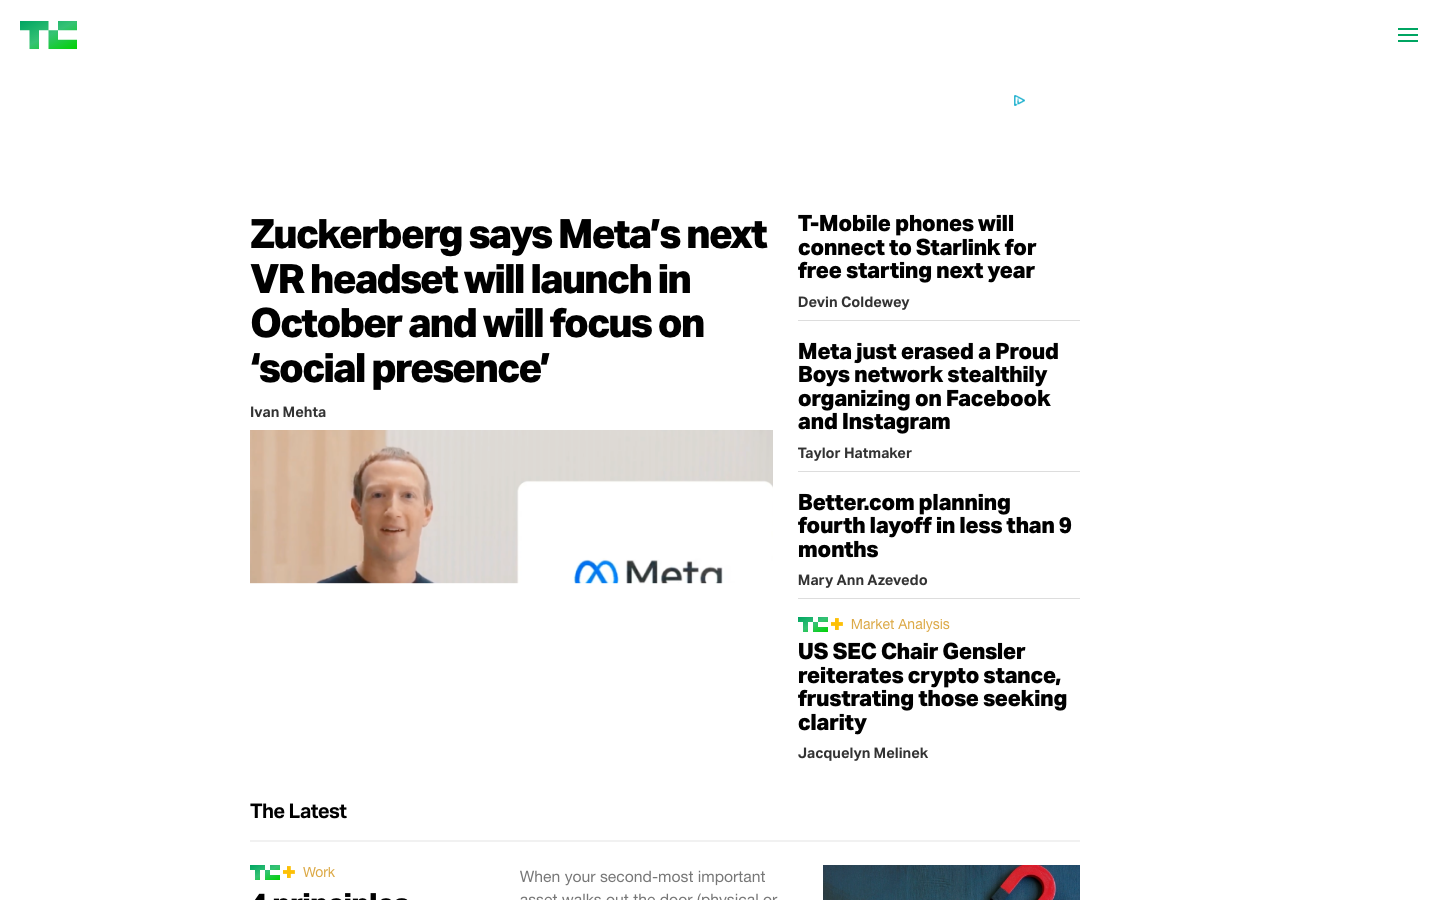 TC
Zuckerberg says Meta’s next
VR headset will launch in
October and will focus on
‘social presence’
Ivan Mehta
Meta
T-Mobile phones will
connect to Starlink for
free starting next year
Devin Coldewey
Meta just erased a Proud
Boys network stealthily
organizing on Facebook
and Instagram
Taylor Hatmaker
Better.com planning
fourth layoff in less than 9
months
Mary Ann Azevedo
TC+ Market Analysis
US SEC Chair Gensler
reiterates crypto stance,
frustrating those seeking
clarity
Jacquelyn Melinek
The Latest
TC+ Work
4 principles
When your second-most important
asset walks out the door (physical or